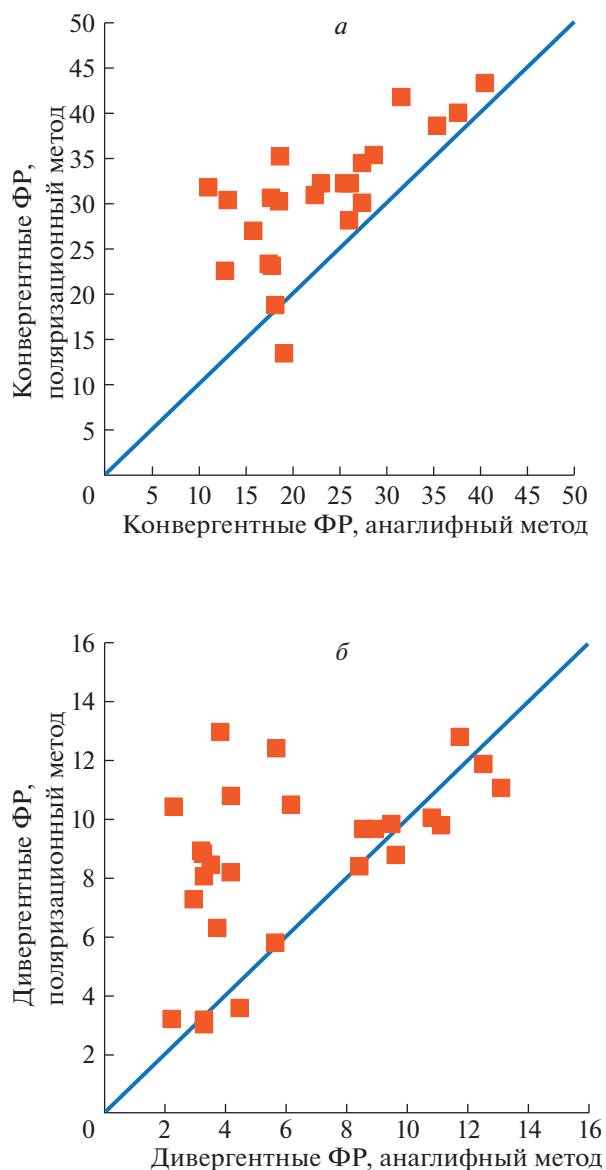 а
50
45
40
35
30
25
20
15
10
5
0
Конвергентные ФР,
поляризационный метод
5 10 15 20 25 30 35 40 45 50
Конвергентные ФР, анаглифный метод
б
16
14
12
10
8
6
4
2
0
Дивергентные ФР,
поляризационный метод
2 4 6 8 10 12 14 16
Дивергентные ФР, анаглифный метод